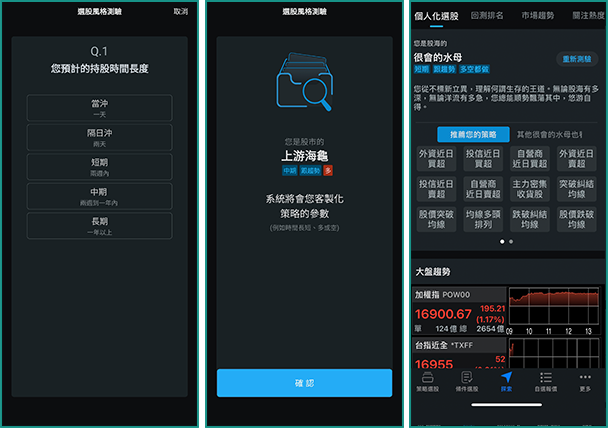 選股風格測驗
取消
Q.1
您預計的持股時間長度
當沖
一天
隔日沖
兩天
短期
兩週內
中期
兩週到一年內
長期
一年以上
選股風格測驗
您是股市的
上游海龜
中期 跟趨勢 多
系統將會您客製化
策略的參數
(例如時間長短、多或空)
確認
個人化選股 回測排名 市場趨勢 關注熱度
您是股海的
很會的水母
重新測驗
短期 跟趨勢 多空都做
您從不標新立異，理解何謂生存的王道。無論股海有多
深，無論洋流有多急，您總能順勢飄蕩其中，悠游自
得。
推薦您的策略 其他很會的水母也
外資近日
買超
投信近日
買超
自營商
近日買超
外資近日
賣超
投信近日
賣超
自營商
近日賣超
主力密集
收貨股
突破糾結
均線
股價突破
均線
均線多頭
排列
跌破糾結
均線
股價跌破
均線
大盤趨勢
加權指 POW00
16900.67
195.21
(1.17%)
單 124億 總 2654億
09 10 11 12 13
台指近全 *TXFF
16955
52
策略選股 條件選股 探索 自選報價 更多